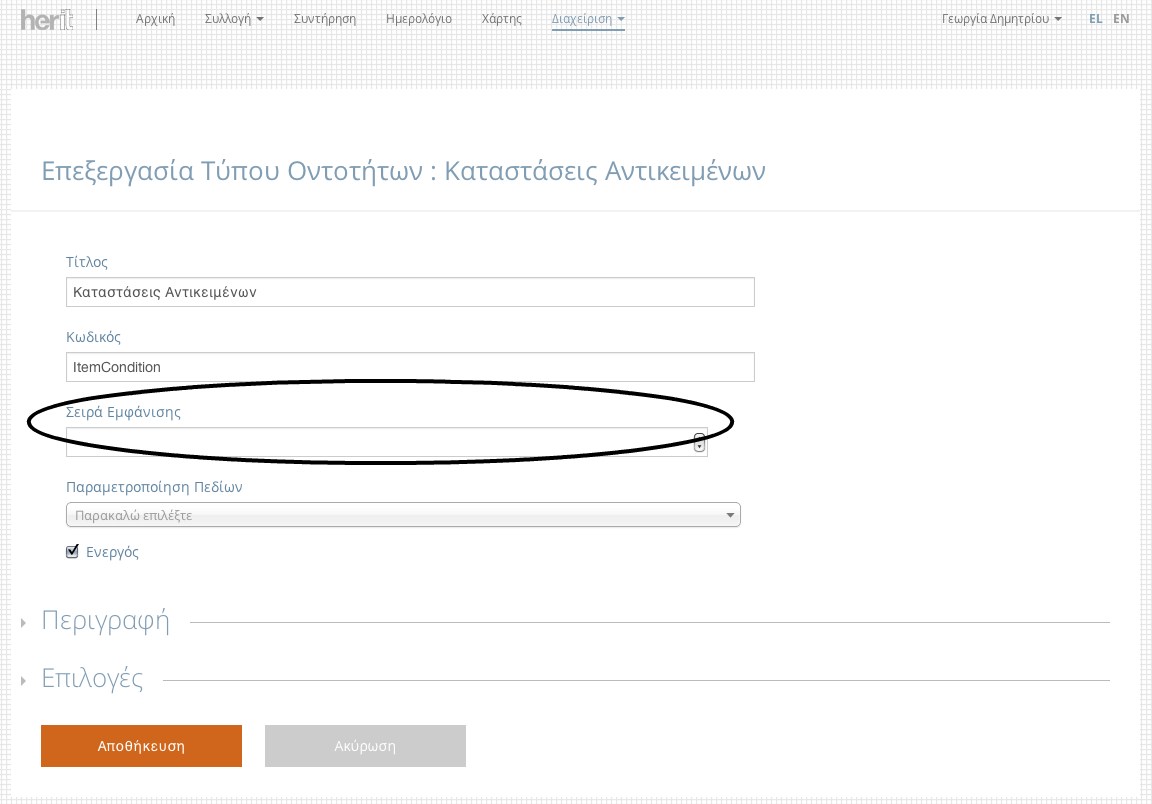 herit
Αρχική Συλλογή Συντήρηση Ημερολόγιο Χάρτης Διαχείριση Γεωργία Δημητρίου EL EN
Επεξεργασία Τύπου Οντοτήτων : Καταστάσεις Αντικειμένων
Τίτλος
Καταστάσεις Αντικειμένων
Κωδικός
ItemCondition
Σειρά Εμφάνισης
Παραμετροποίηση Πεδίων
Παρακαλώ επιλέξτε
Ενεργός
Περιγραφή
Επιλογές
Αποθήκευση Ακύρωση